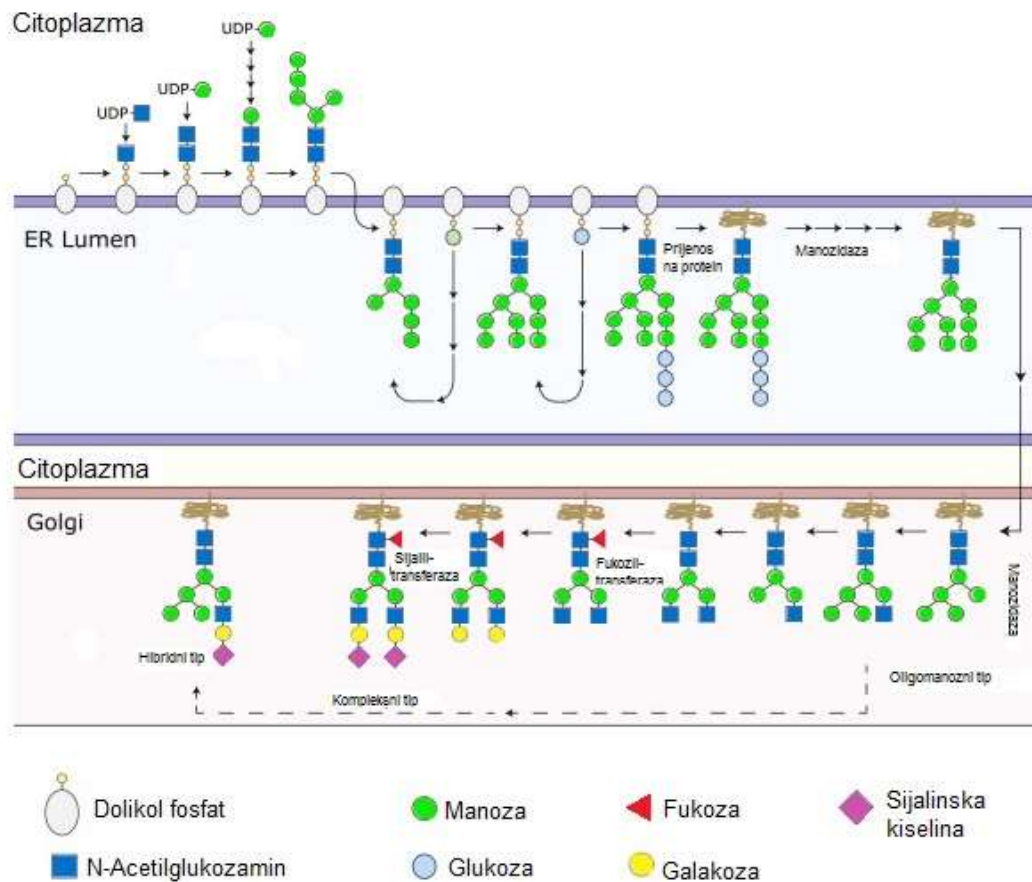 Citoplazma
UDP
UDP
UDP
ER Lumen
Prijenos
na protein
Manozidaza
Citoplazma
Golgi
Sijalil-
transferaza
Fukozil-
transferaza
Manozidaza
Hibridni tip
Kompleksni tip
Oligomanozni tip
Dolikol fosfat
Manoza
Fukoza
Sijalinska
kiselina
N-Acetilglukozamin
Glukoza
Galakoza